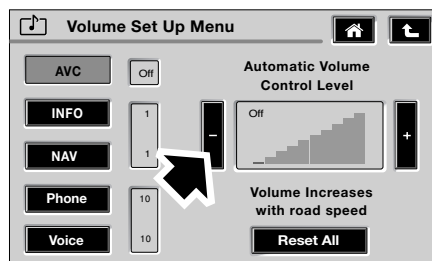 Volume Set Up Menu
AVC
Off
INFO
1
NAV
1
Phone
10
Voice
10
Automatic Volume
Control Level
-
Off
+
Volume Increases
with road speed
Reset All